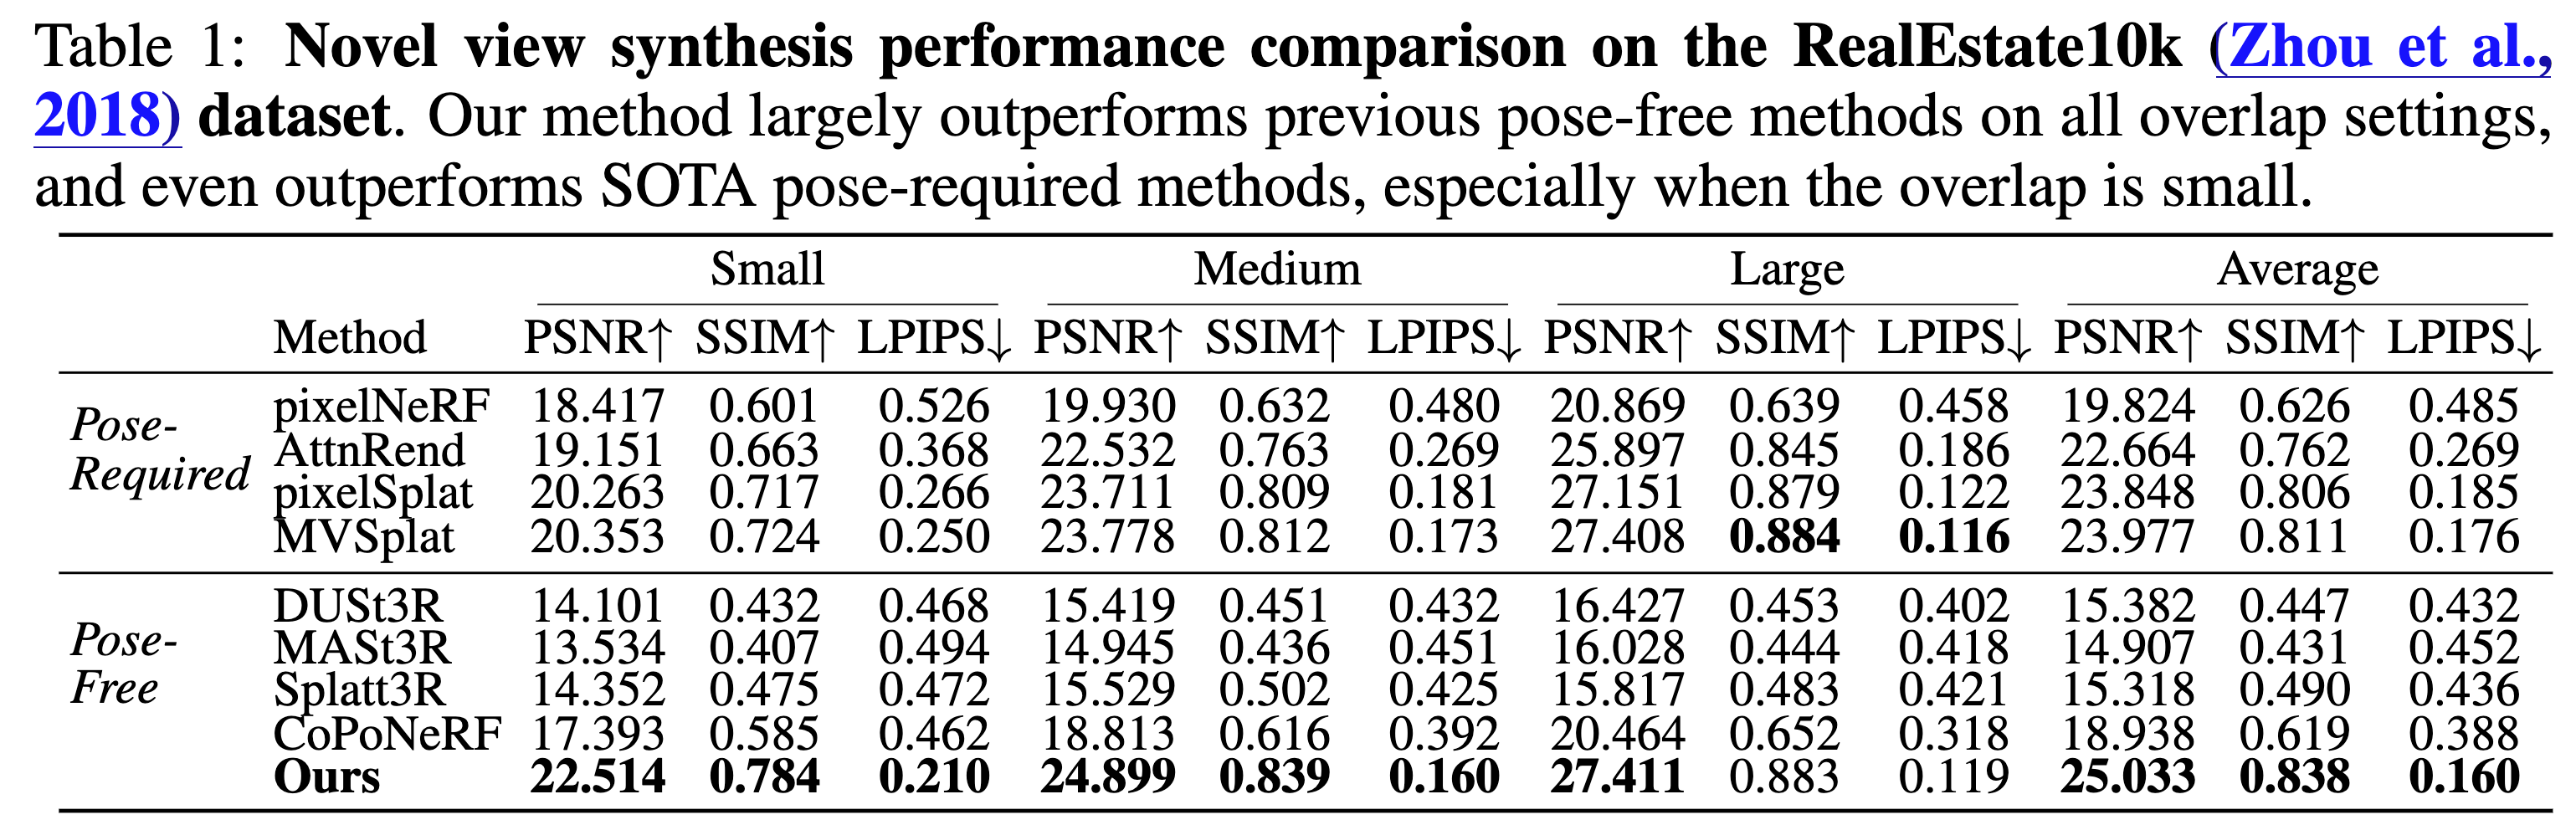 Table 1: Novel view synthesis performance comparison on the RealEstate10k (Zhou et al.,
2018) dataset. Our method largely outperforms previous pose-free methods on all overlap settings,
and even outperforms SOTA pose-required methods, especially when the overlap is small.
Small Medium Large Average
Method PSNR↑ SSIM↑ LPIPS↓ PSNR↑ SSIM↑ LPIPS↓ PSNR↑ SSIM↑ LPIPS↓ PSNR↑ SSIM↑ LPIPS↓
Pose-
Required
pixelNeRF 18.417 0.601 0.526 19.930 0.632 0.480 20.869 0.639 0.458 19.824 0.626 0.485
AttnRend 19.151 0.663 0.368 22.532 0.763 0.269 25.897 0.845 0.186 22.664 0.762 0.269
pixelSplat 20.263 0.717 0.266 23.711 0.809 0.181 27.151 0.879 0.122 23.848 0.806 0.185
MVSplat 20.353 0.724 0.250 23.778 0.812 0.173 27.408 0.884 0.116 23.977 0.811 0.176
Pose-
Free
DUSt3R 14.101 0.432 0.468 15.419 0.451 0.432 16.427 0.453 0.402 15.382 0.447 0.432
MASt3R 13.534 0.407 0.494 14.945 0.436 0.451 16.028 0.444 0.418 14.907 0.431 0.452
Splatt3R 14.352 0.475 0.472 15.529 0.502 0.425 15.817 0.483 0.421 15.318 0.490 0.436
CoPoNeRF 17.393 0.585 0.462 18.813 0.616 0.392 20.464 0.652 0.318 18.938 0.619 0.388
Ours 22.514 0.784 0.210 24.899 0.839 0.160 27.411 0.883 0.119 25.033 0.838 0.160